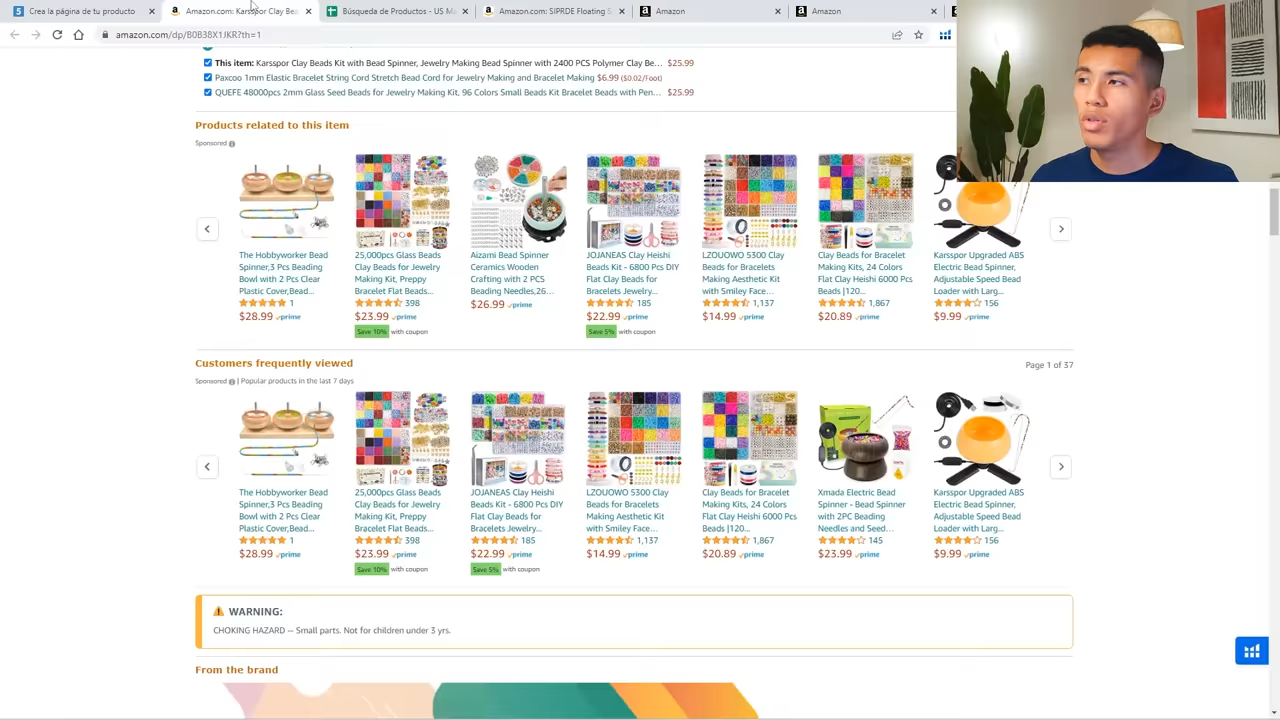 Crea la página de tu producto
Amazon.com: Karsspor Clay Bea
Búsqueda de Productos - US Ma
Amazon.com: SIPRDE Floating S
Amazon
Amazon
amazon.com/dp/B0B38X1JKR?th=1
This item: Karsspor Clay Beads Kit with Bead Spinner, Jewelry Making Bead Spinner with 2400 PCS Polymer Clay Be... $25.99
Paxcoo 1mm Elastic Bracelet String Cord Stretch Bead Cord for Jewelry Making and Bracelet Making $6.99 ($0.02/Foot)
QUEFE 48000pcs 2mm Glass Seed Beads for Jewelry Making Kit, 96 Colors Small Beads Kit Bracelet Beads with Pen... $25.99
Products related to this item
Sponsored
The Hobbyworker Bead
Spinner,3 Pcs Beading
Bowl with 2 Pcs Clear
Plastic Cover,Bead...
1
$28.99 prime
25,000pcs Glass Beads
Clay Beads for Jewelry
Making Kit, Preppy
Bracelet Flat Beads...
398
$23.99 prime
Save 10% with coupon
Aizami Bead Spinner
Ceramics Wooden
Crafting with 2 PCS
Beading Needles,26...
$26.99 prime
JOJANEAS Clay Heishi
Beads Kit - 6800 Pcs DIY
Flat Clay Beads for
Bracelets Jewelry...
185
$22.99 prime
Save 5% with coupon
LZOUOWO 5300 Clay
Beads for Bracelets
Making Aesthetic Kit
with Smiley Face...
1,137
$14.99 prime
Clay Beads for Bracelet
Making Kits, 24 Colors
Flat Clay Heishi 6000 Pcs
Beads |120...
1,867
$20.89 prime
Karsspor Upgraded ABS
Electric Bead Spinner,
Adjustable Speed Bead
Loader with Larg...
156
$9.99 prime
Customers frequently viewed
Page 1 of 37
Sponsored | Popular products in the last 7 days
The Hobbyworker Bead
Spinner,3 Pcs Beading
Bowl with 2 Pcs Clear
Plastic Cover,Bead...
1
$28.99 prime
25,000pcs Glass Beads
Clay Beads for Jewelry
Making Kit, Preppy
Bracelet Flat Beads...
398
$23.99 prime
Save 10% with coupon
JOJANEAS Clay Heishi
Beads Kit - 6800 Pcs DIY
Flat Clay Beads for
Bracelets Jewelry...
185
$22.99 prime
Save 5% with coupon
LZOUOWO 5300 Clay
Beads for Bracelets
Making Aesthetic Kit
with Smiley Face...
1,137
$14.99 prime
Clay Beads for Bracelet
Making Kits, 24 Colors
Flat Clay Heishi 6000 Pcs
Beads |120...
1,867
$20.89 prime
Xmada Electric Bead
Spinner - Bead Spinner
with 2PC Beading
Needles and Seed...
145
$23.99 prime
Karsspor Upgraded ABS
Electric Bead Spinner,
Adjustable Speed Bead
Loader with Larg...
156
$9.99 prime
WARNING:
CHOKING HAZARD -- Small parts. Not for children under 3 yrs.
From the brand